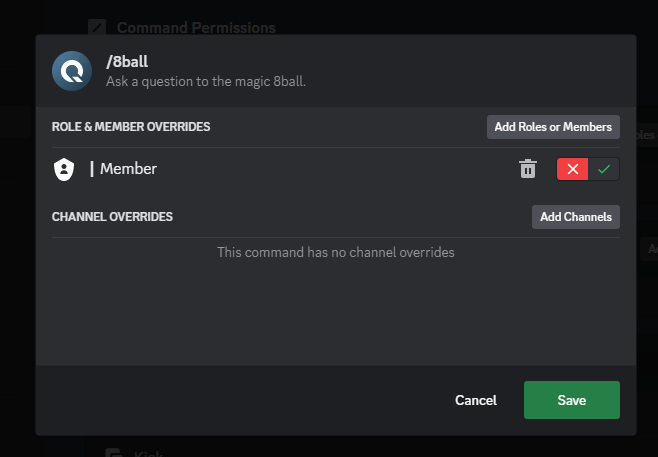 Command Permissions
/8ball
Ask a question to the magic 8ball.
ROLE & MEMBER OVERRIDES
Add Roles or Members
| Member
CHANNEL OVERRIDES
Add Channels
This command has no channel overrides
Cancel
Save